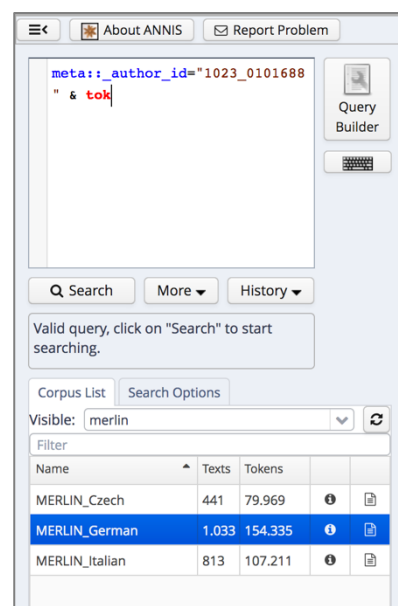 About ANNIS
Report Problem
meta::_author_id="1023_0101688
" & tok
Query
Builder
Search
More
History
Valid query, click on "Search" to start
searching.
Corpus List
Search Options
Visible: merlin
Filter
Name Texts Tokens
MERLIN_Czech 441 79.969
MERLIN_German 1.033 154.335
MERLIN_Italian 813 107.211